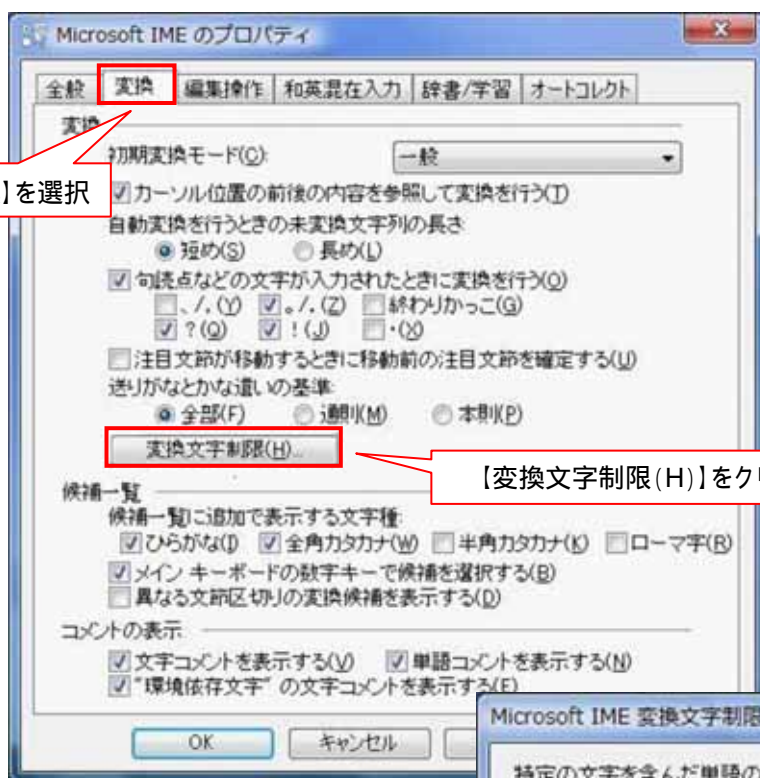 Microsoft IME のプロパティ
全般 変換 編集操作 和英混在入力 辞書/学習 オートコレクト
変換
初期変換モード(C): 一般
】を選択
カーソル位置の前後の内容を参照して変換を行う(T)
自動変換を行うときの未変換文字列の長さ:
短め(S) 長め(L)
句読点などの文字が入力されたときに変換を行う(O)
、/,(Y) 。/.(Z) 終わりかっこ(G)
?(Q) !(J) ・(X)
注目文節が移動するときに移動前の注目文節を確定する(U)
送りがなとかな遣いの基準:
全部(F) 通則(M) 本則(P)
変換文字制限(H)...
【変換文字制限(H)】をク
候補一覧
候補一覧に追加で表示する文字種:
ひらがな(I) 全角カタカナ(W) 半角カタカナ(K) ローマ字(R)
メイン キーボードの数字キーで候補を選択する(B)
異なる文節区切りの変換候補を表示する(D)
コメントの表示
文字コメントを表示する(V) 単語コメントを表示する(N)
"環境依存文字" の文字コメントを表示する(E)
OK キャンセル
Microsoft IME 変換文字制限
特定の文字を含んだ単語の